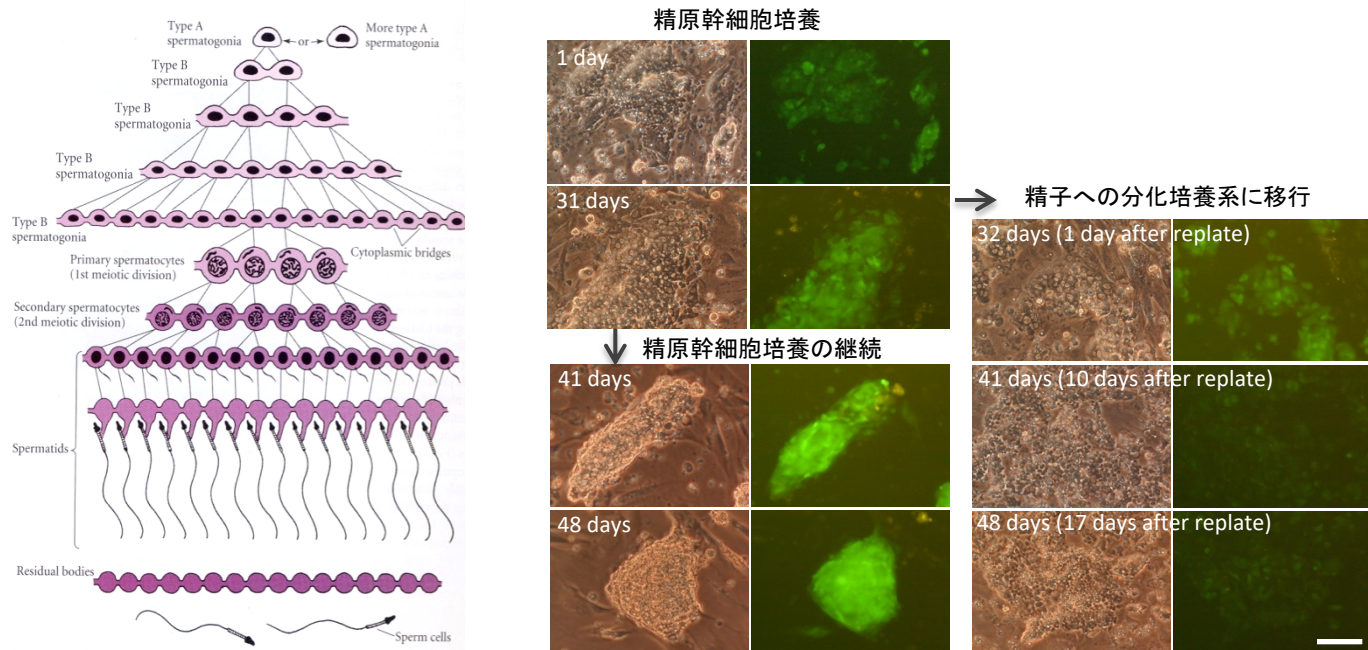 Type A
spermatogonia
or
More type A
spermatogonia
Type B
spermatogonia
Type B
spermatogonia
Type B
spermatogonia
Type B
spermatogonia
Cytoplasmic bridges
Primary spermatocytes
(1st meiotic division)
Secondary spermatocytes
(2nd meiotic division)
Spermatids
Residual bodies
Sperm cells
精原幹細胞培養
1 day
31 days
精原幹細胞培養の継続
41 days
48 days
精子への分化培養系に移行
32 days (1 day after replate)
41 days (10 days after replate)
48 days (17 days after replate)